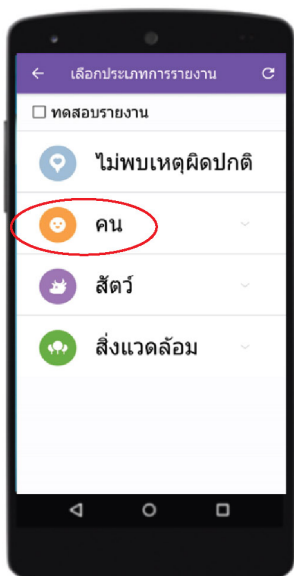 เลือกประเภทการรายงาน
ทดสอบรายงาน
ไม่พบเหตุผิดปกติ
คน
สัตว์
สิ่งแวดล้อม